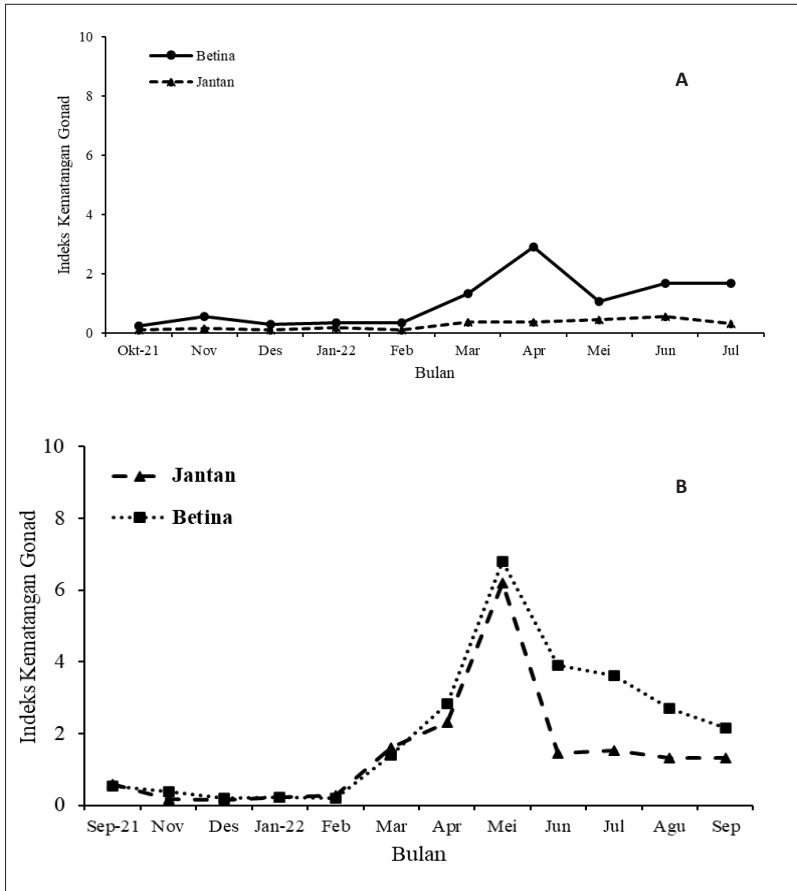 10
Betina
Jantan
A
8
6
4
2
0
Indeks Kematangan Gonad
Okt-21 Nov Des Jan-22 Feb Mar Apr Mei Jun Jul
Bulan
10
Jantan
Betina
B
8
6
4
2
0
Indeks Kematangan Gonad
Sep-21 Nov Des Jan-22 Feb Mar Apr Mei Jun Jul Agu Sep
Bulan